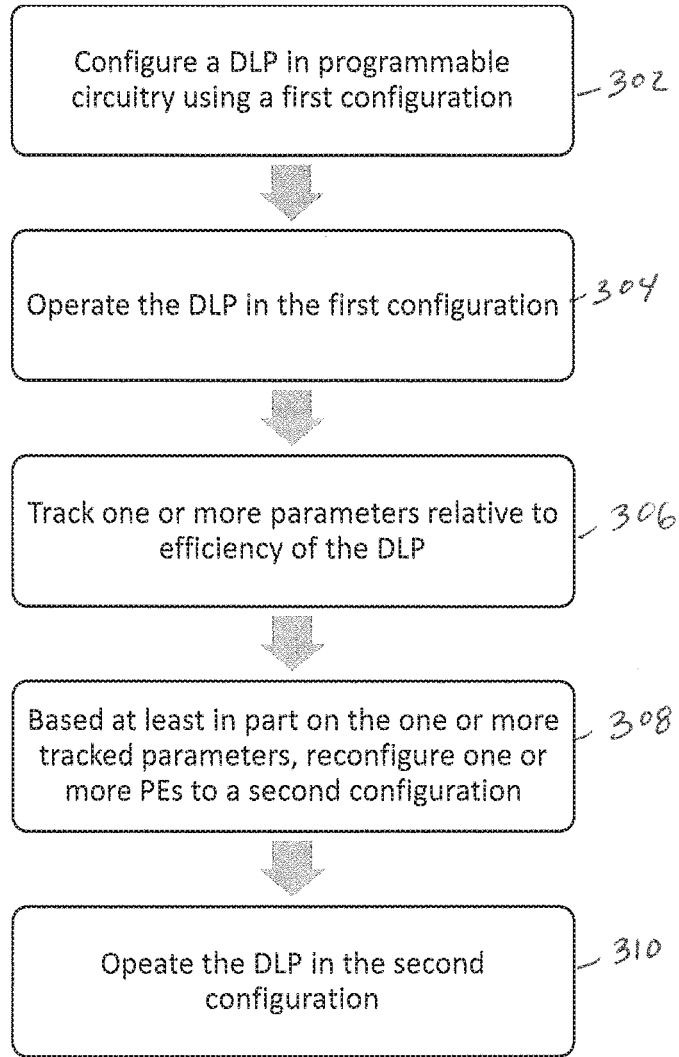 Configure a DLP in programmable
circuitry using a first configuration
302
Operate the DLP in the first configuration
304
Track one or more parameters relative to
efficiency of the DLP
306
Based at least in part on the one or more
tracked parameters, reconfigure one or
more PEs to a second configuration
308
Opeate the DLP in the second
configuration
310